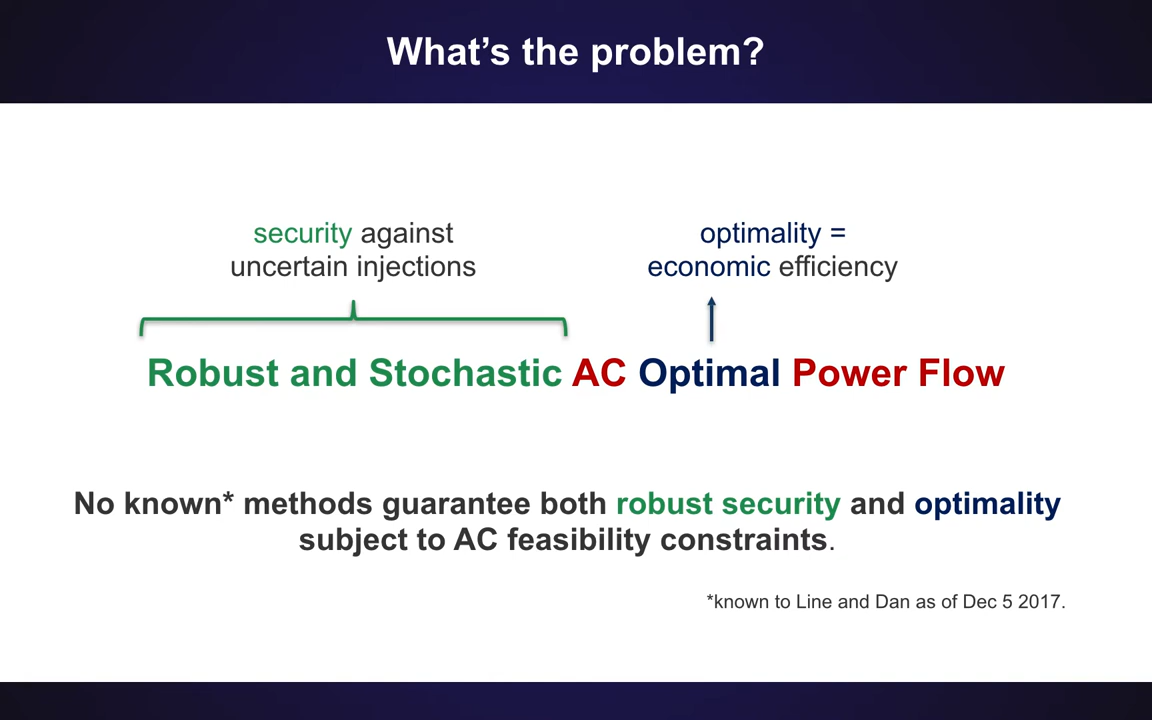 What’s the problem?
security against
uncertain injections
optimality =
economic efficiency
Robust and Stochastic AC Optimal Power Flow
No known* methods guarantee both robust security and optimality
subject to AC feasibility constraints.
*known to Line and Dan as of Dec 5 2017.